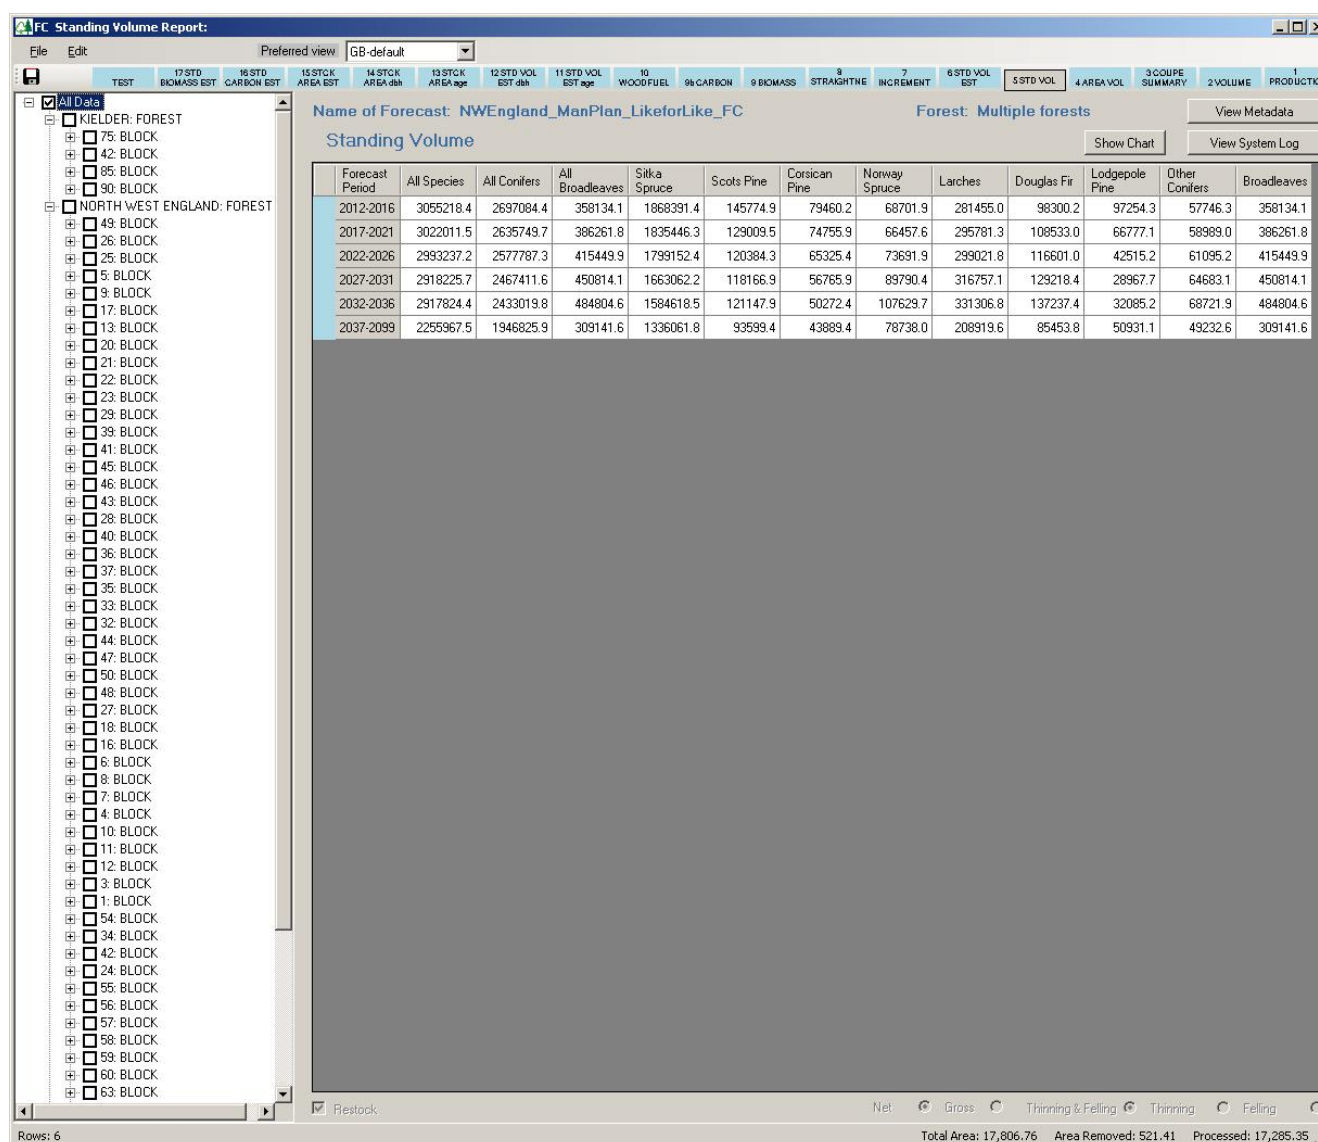 FC Standing Volume Report:
File Edit Preferred view GB-default
TEST 17 STD BIOMASS EST 16 STD CARBON EST 15 STCK AREA EST 14 STCK AREA dbh 13 STCK AREA age 12 STD VOL EST dbh 11 STD VOL EST age 10 WOODFUEL 9b CARBON 9 BIOMASS 8 STRAIGHTNE 7 INCREMENT 6 STD VOL EST 5 STD VOL 4 AREA VOL 3 COUPE SUMMARY 2 VOLUME 1 PRODUCTI
All Data
KIELDER: FOREST
75: BLOCK
42: BLOCK
85: BLOCK
90: BLOCK
NORTH WEST ENGLAND: FOREST
49: BLOCK
26: BLOCK
25: BLOCK
5: BLOCK
9: BLOCK
17: BLOCK
13: BLOCK
20: BLOCK
21: BLOCK
22: BLOCK
23: BLOCK
29: BLOCK
39: BLOCK
41: BLOCK
45: BLOCK
46: BLOCK
43: BLOCK
28: BLOCK
40: BLOCK
36: BLOCK
37: BLOCK
35: BLOCK
33: BLOCK
32: BLOCK
44: BLOCK
47: BLOCK
50: BLOCK
48: BLOCK
27: BLOCK
18: BLOCK
16: BLOCK
6: BLOCK
8: BLOCK
7: BLOCK
4: BLOCK
10: BLOCK
11: BLOCK
12: BLOCK
3: BLOCK
1: BLOCK
54: BLOCK
34: BLOCK
42: BLOCK
24: BLOCK
55: BLOCK
56: BLOCK
57: BLOCK
58: BLOCK
59: BLOCK
60: BLOCK
63: BLOCK
Name of Forecast: NWEngland_ManPlan_LikeforLike_FC Forest: Multiple forests View Metadata
Standing Volume Show Chart View System Log
Forecast Period All Species All Conifers All Broadleaves Sitka Spruce Scots Pine Corsican Pine Norway Spruce Larches Douglas Fir Lodgepole Pine Other Conifers Broadleaves
2012-2016 3055218.4 2697084.4 358134.1 1868391.4 145774.9 79460.2 68701.9 281455.0 98300.2 97254.3 57746.3 358134.1
2017-2021 3022011.5 2635749.7 386261.8 1835446.3 129009.5 74755.9 66457.6 295781.3 108533.0 66777.1 58989.0 386261.8
2022-2026 2993237.2 2577787.3 415449.9 1799152.4 120384.3 65325.4 73691.9 299021.8 116601.0 42515.2 61095.2 415449.9
2027-2031 2918225.7 2467411.6 450814.1 1663062.2 118166.9 56765.9 89790.4 316757.1 129218.4 28967.7 64683.1 450814.1
2032-2036 2917824.4 2433019.8 484804.6 1584618.5 121147.9 50272.4 107629.7 331306.8 137237.4 32085.2 68721.9 484804.6
2037-2099 2255967.5 1946825.9 309141.6 1336061.8 93599.4 43889.4 78738.0 208919.6 85453.8 50931.1 49232.6 309141.6
Restock Net Gross Thinning & Felling Thinning Felling
Rows: 6 Total Area: 17,806.76 Area Removed: 521.41 Processed: 17,285.35